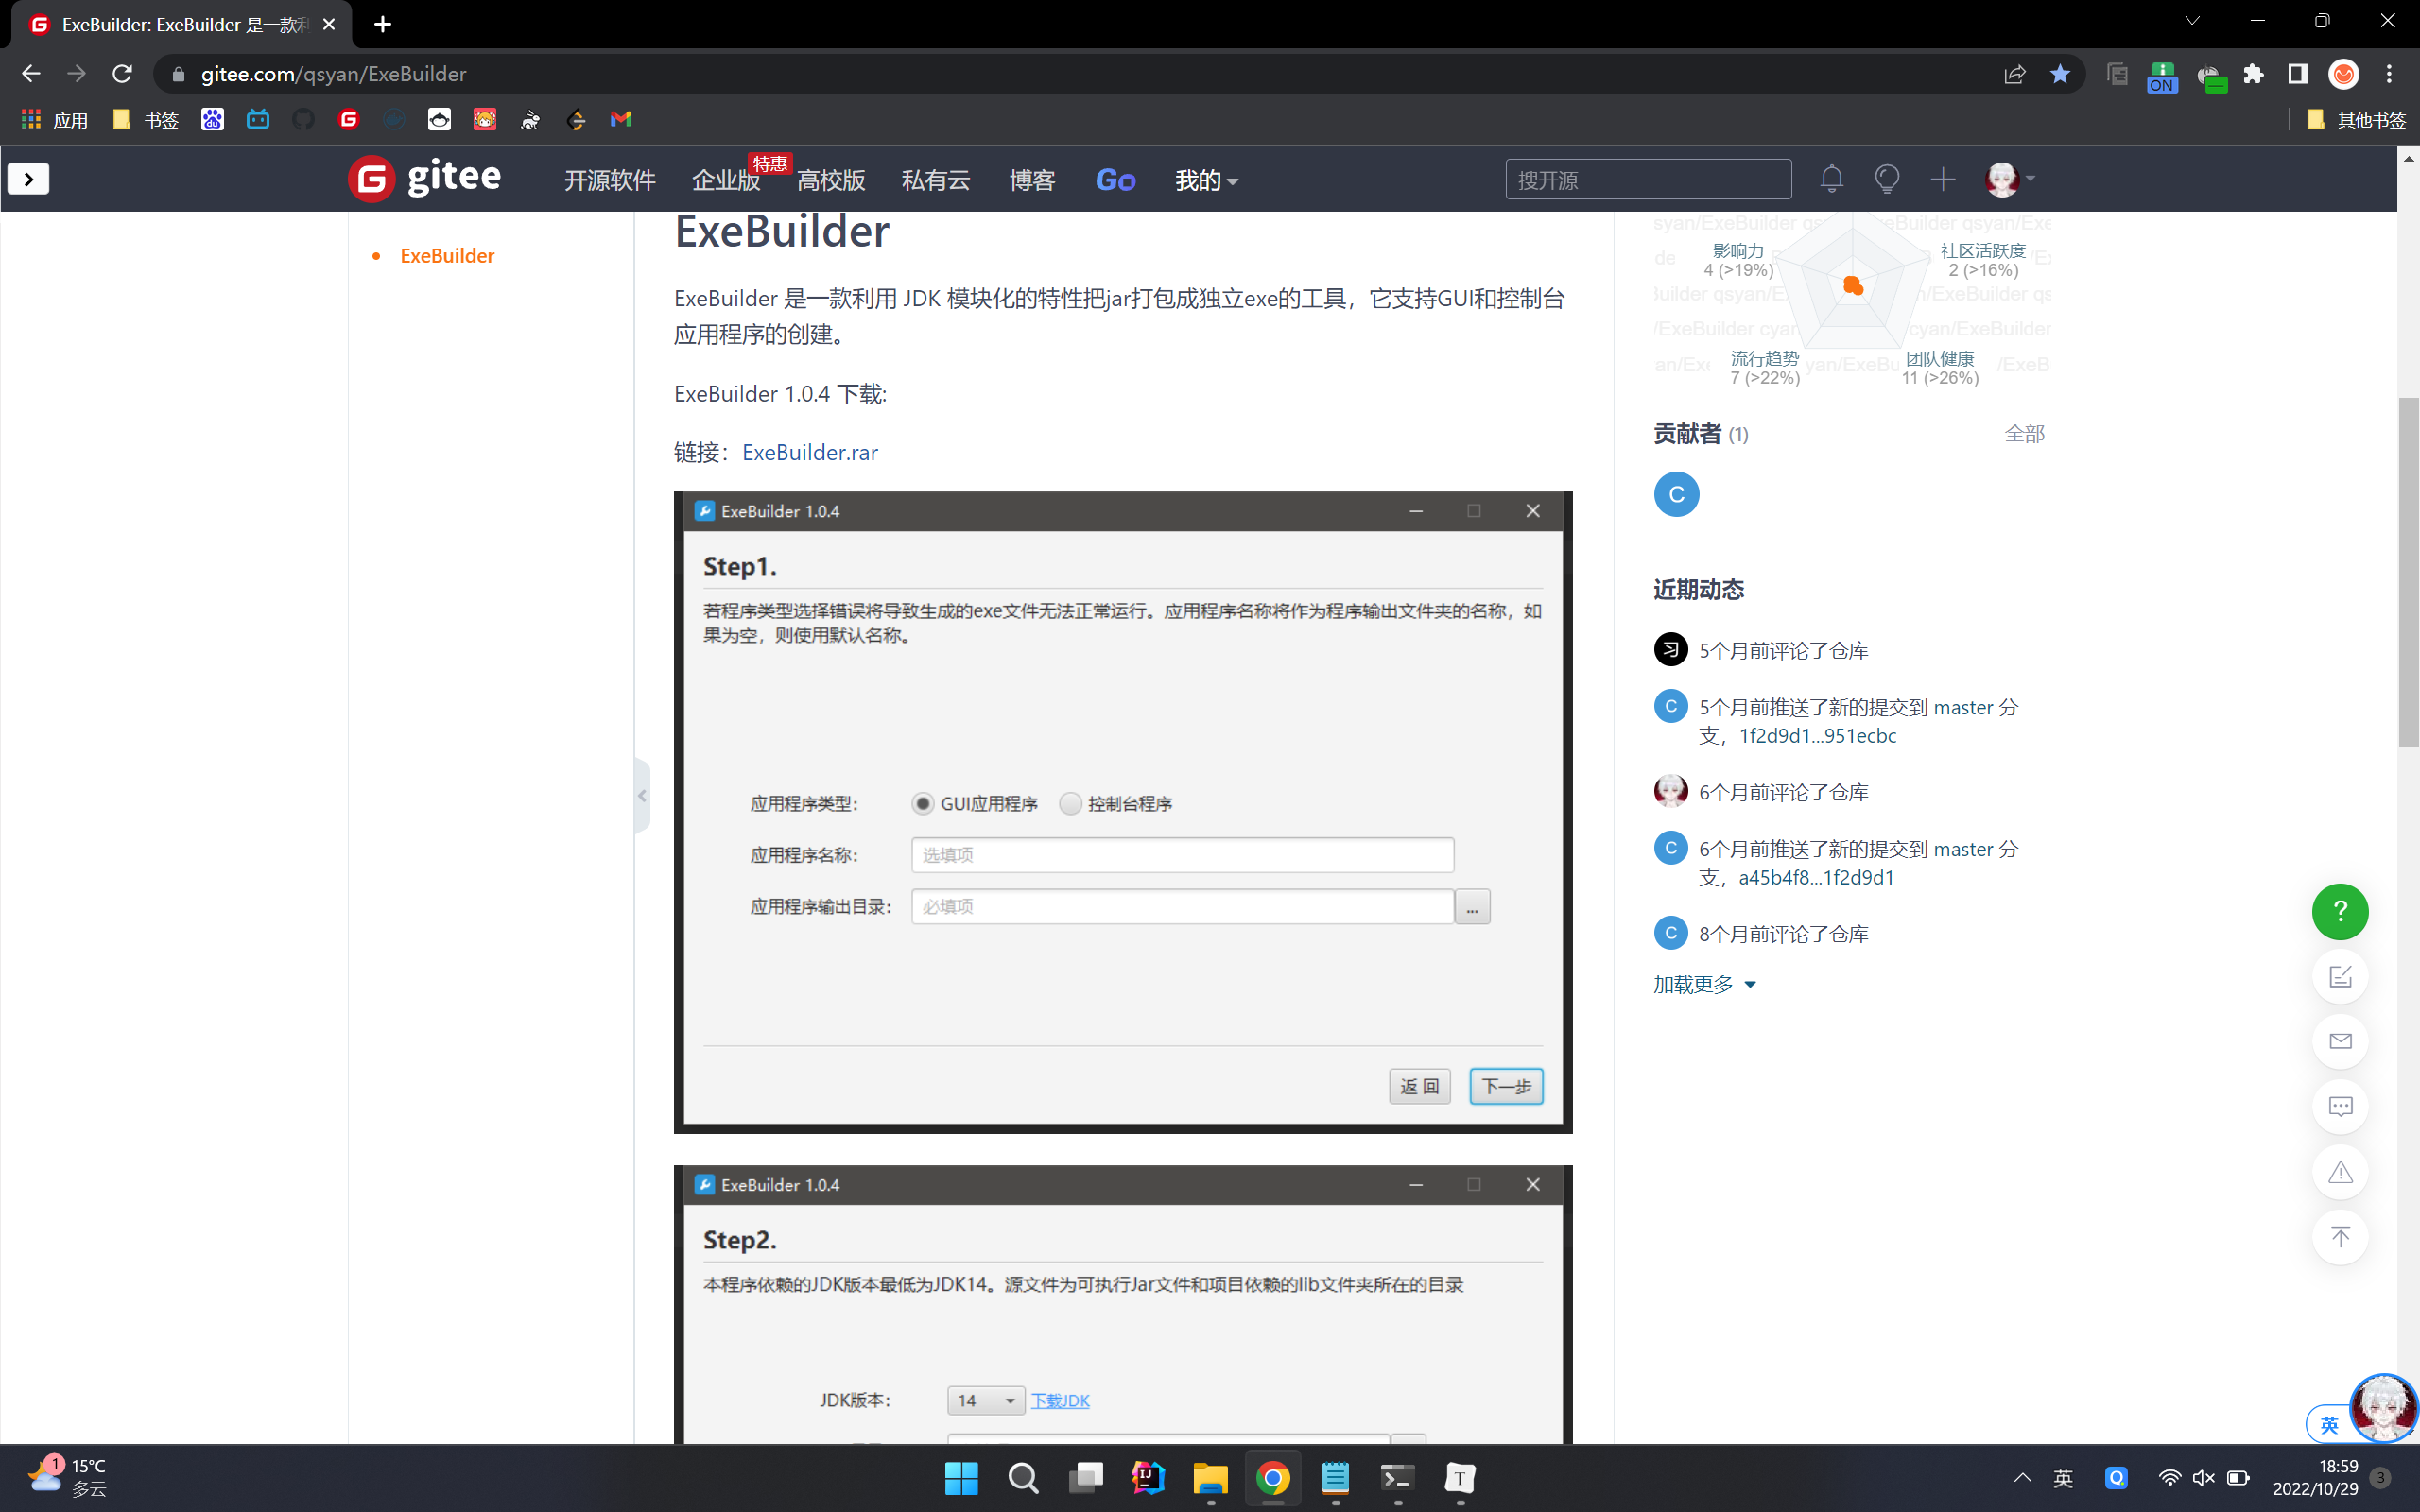 ExeBuilder: ExeBuilder 是一款利
gitee.com/qsyan/ExeBuilder
ON
应用
书签
du
其他书签
gitee
开源软件
企业版
特惠
高校版
私有云
博客
Go
我的
搜开源
ExeBuilder
ExeBuilder
ExeBuilder 是一款利用 JDK 模块化的特性把jar打包成独立exe的工具，它支持GUI和控制台
应用程序的创建。
ExeBuilder 1.0.4 下载:
链接：ExeBuilder.rar
ExeBuilder 1.0.4
Step1.
若程序类型选择错误将导致生成的exe文件无法正常运行。应用程序名称将作为程序输出文件夹的名称，如
果为空，则使用默认名称。
应用程序类型:
GUI应用程序
控制台程序
应用程序名称:
选填项
应用程序输出目录:
必填项
...
返 回
下一步
ExeBuilder 1.0.4
Step2.
本程序依赖的JDK版本最低为JDK14。源文件为可执行Jar文件和项目依赖的lib文件夹所在的目录
JDK版本:
14
下载JDK
影响力
4 (>19%)
社区活跃度
2 (>16%)
流行趋势
7 (>22%)
团队健康
11 (>26%)
贡献者 (1)
全部
C
近期动态
习
5个月前评论了仓库
C
5个月前推送了新的提交到 master 分
支，1f2d9d1...951ecbc
6个月前评论了仓库
C
6个月前推送了新的提交到 master 分
支，a45b4f8...1f2d9d1
C
8个月前评论了仓库
加载更多
?
英
1
15°C
多云
英
18:59
2022/10/29
3